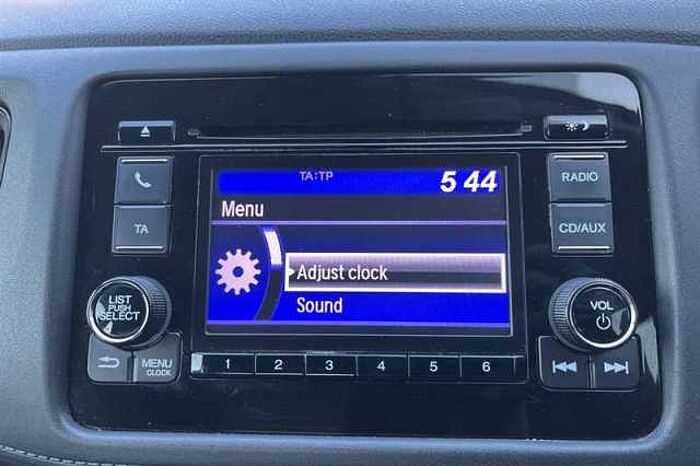 TA:TP
5 44
RADIO
Menu
TA
CD/AUX
Adjust clock
LIST
PUSH
SELECT
VOL
Sound
MENU
CLOCK
1 2 3 4 5 6